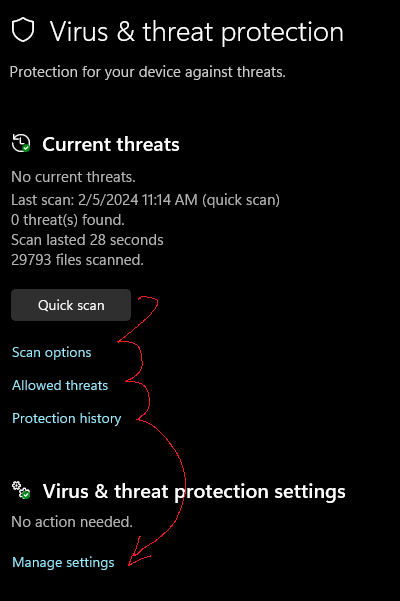 Virus & threat protection
Protection for your device against threats.
Current threats
No current threats.
Last scan: 2/5/2024 11:14 AM (quick scan)
0 threat(s) found.
Scan lasted 28 seconds
29793 files scanned.
Quick scan
Scan options
Allowed threats
Protection history
Virus & threat protection settings
No action needed.
Manage settings